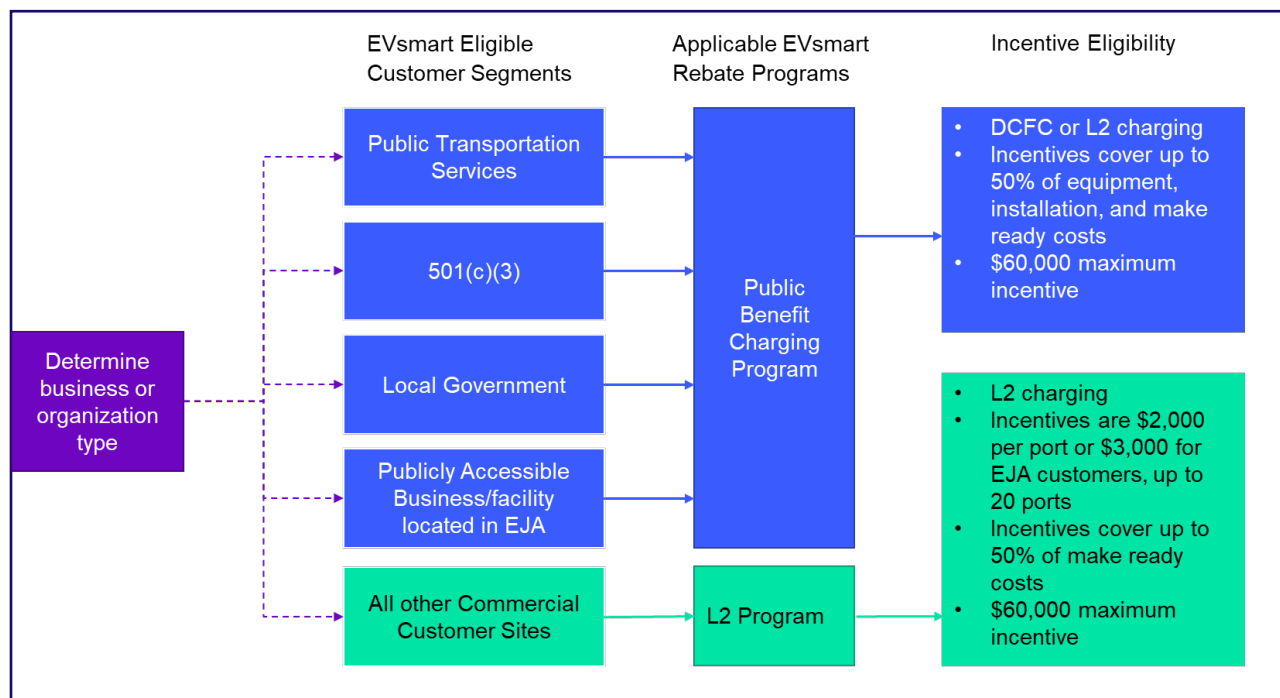 EVsmart Eligible
Customer Segments
Applicable EVsmart
Rebate Programs
Incentive Eligibility
Determine
business or
organization
type
Public Transportation
Services
501(c)(3)
Local Government
Publicly Accessible
Business/facility
located in EJA
All other Commercial
Customer Sites
Public
Benefit
Charging
Program
L2 Program
• DCFC or L2 charging
• Incentives cover up to
50% of equipment,
installation, and make
ready costs
• $60,000 maximum
incentive
• L2 charging
• Incentives are $2,000
per port or $3,000 for
EJA customers, up to
20 ports
• Incentives cover up to
50% of make ready
costs
• $60,000 maximum
incentive